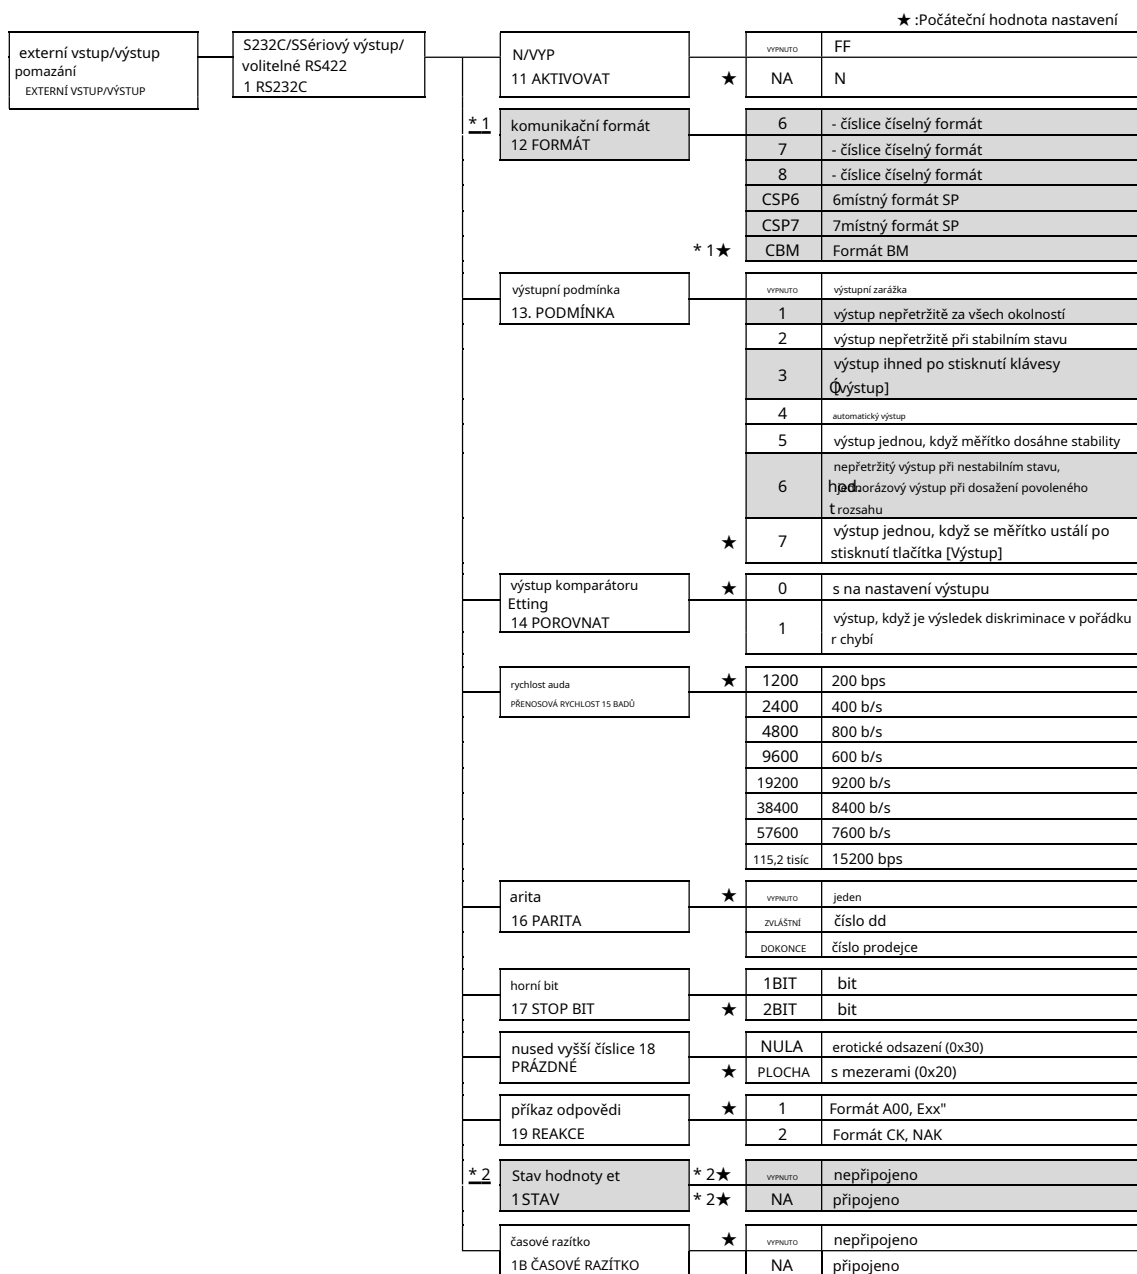 ★ :Počáteční hodnota nastavení
externí vstup/výstup
pomazání
EXTERNÍ VSTUP/VÝSTUP
S232C/SSériový výstup/
volitelné RS422
1 RS232C
N/VYP
11 AKTIVOVAT
VYPNUTO FF
★ NA N
* 1
komunikační formát
12 FORMÁT
6 - číslice číselný formát
7 - číslice číselný formát
8 - číslice číselný formát
CSP6 6místný formát SP
CSP7 7místný formát SP
* 1★ CBM Formát BM
výstupní podmínka
13. PODMÍNKA
VYPNUTO výstupní zarážka
1 výstup nepřetržitě za všech okolností
2 výstup nepřetržitě při stabilním stavu
3 výstup ihned po stisknutí klávesy
[výstup]
4 automatický výstup
5 výstup jednou, když měřítko dosáhne stability
6 nepřetržitý výstup při nestabilním stavu,
jednorázový výstup při dosažení povoleného
t rozsahu
★ 7 výstup jednou, když se měřítko ustálí po
stisknutí tlačítka [Výstup]
výstup komparátoru
Etting
14 POROVNAT
★ 0 s na nastavení výstupu
1 výstup, když je výsledek diskriminace v pořádku
r chybí
rychlost auda
PŘENOSOVÁ RYCHLOST 15 BADŮ
★ 1200 200 bps
2400 400 b/s
4800 800 b/s
9600 600 b/s
19200 9200 b/s
38400 8400 b/s
57600 7600 b/s
115,2 tisíc 15200 bps
arita
16 PARITA
★ VYPNUTO jeden
ZVLÁŠTNÍ číslo dd
DOKONCE číslo prodejce
horní bit
17 STOP BIT
1BIT bit
★ 2BIT bit
nused vyšší číslice 18
PRÁZDNÉ
NULA erotické odsazení (0x30)
★ PLOCHA s mezerami (0x20)
příkaz odpovědi
19 REAKCE
★ 1 Formát A00, Exx"
2 Formát CK, NAK
* 2
Stav hodnoty et
1 STAV
* 2★ VYPNUTO nepřipojeno
* 2★ NA připojeno
časové razítko
1B ČASOVÉ RAZÍTKO
★ VYPNUTO nepřipojeno
NA připojeno